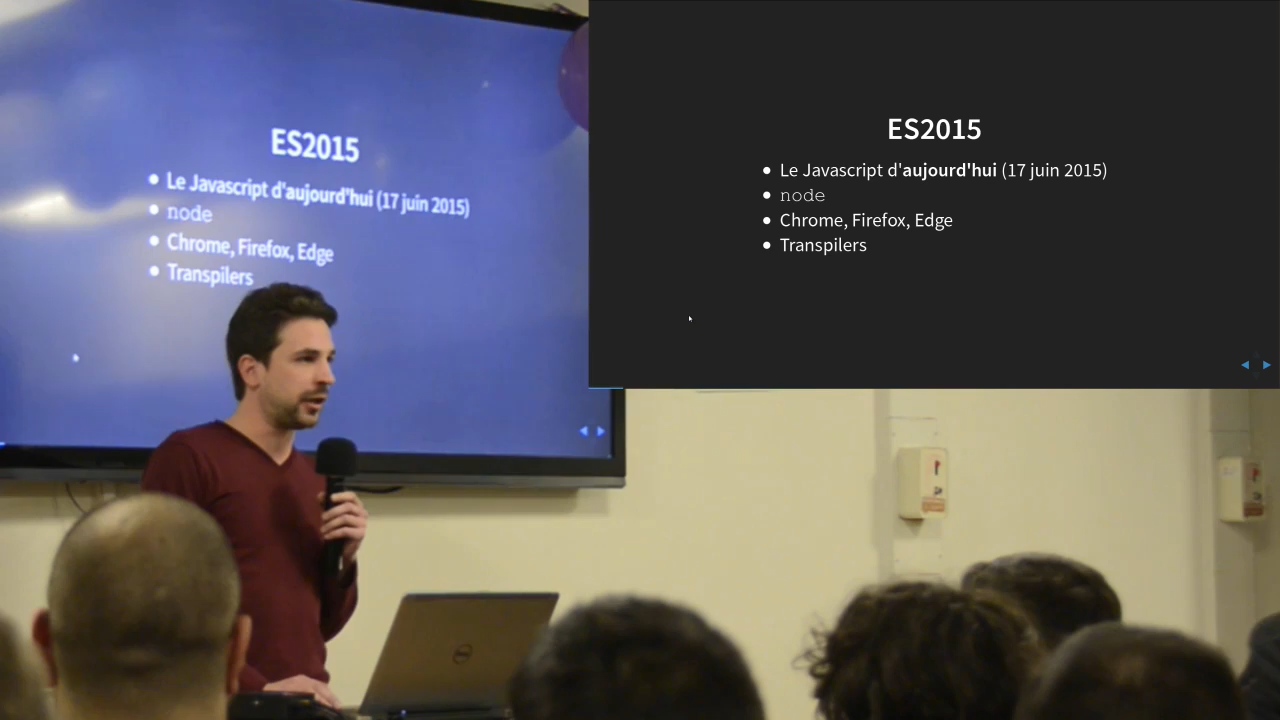 ES2015
Le Javascript d'aujourd'hui (17 juin 2015)
node
Chrome, Firefox, Edge
Transpilers
ES2015
Le Javascript d'aujourd'hui (17 juin 2015)
node
Chrome, Firefox, Edge
Transpilers
DELL